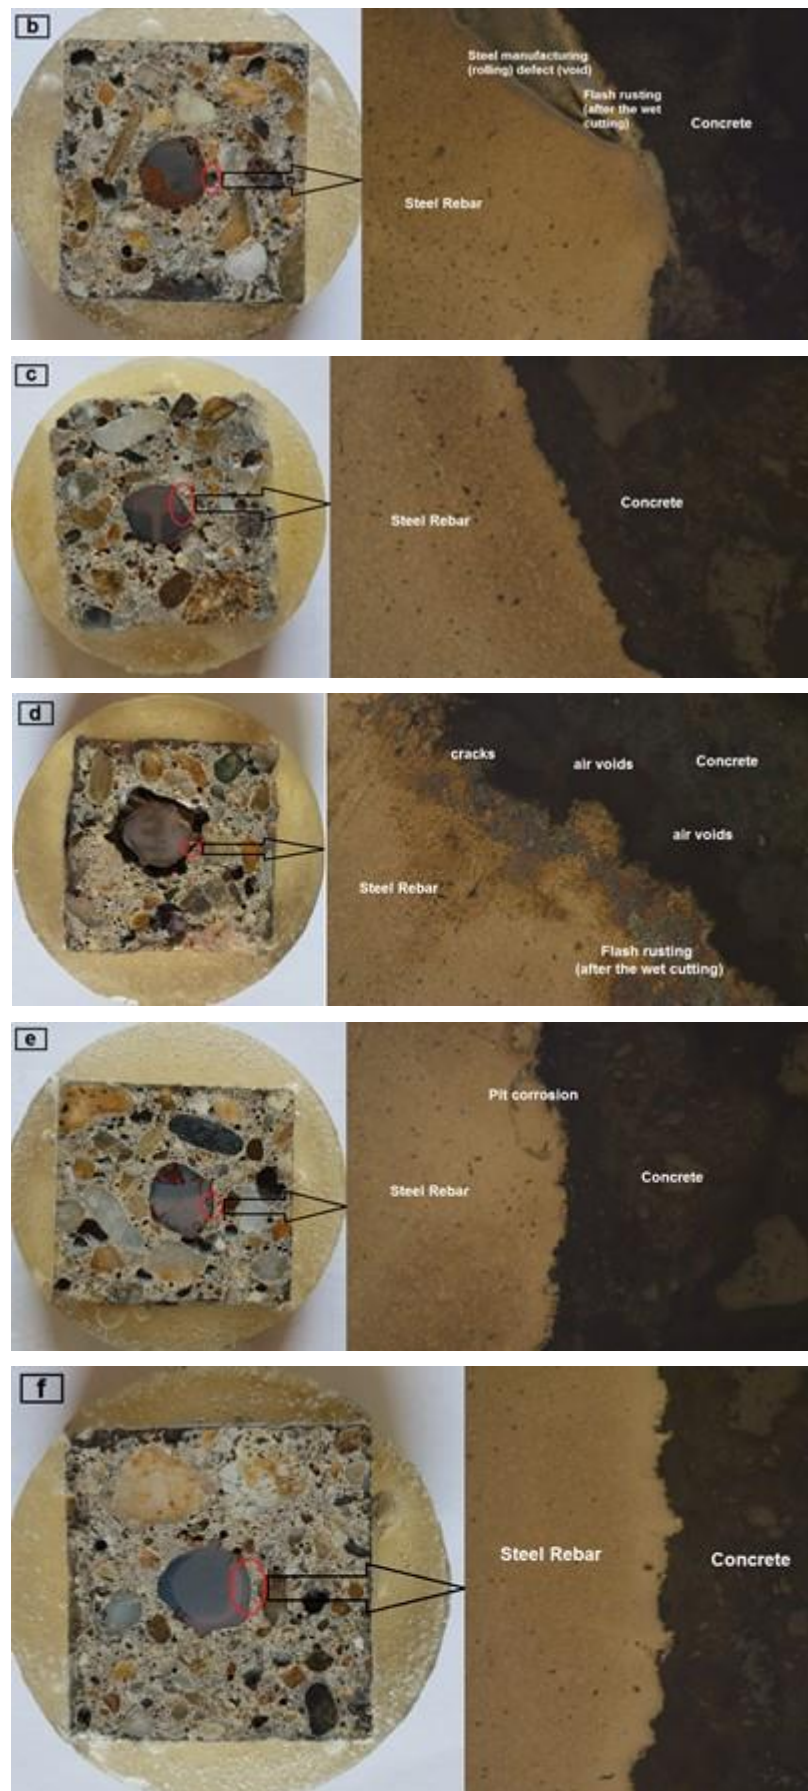 b
Steel manufacturing
(rolling) defect (void)
Flash rusting
(after the wet
cutting)
Concrete
Steel Rebar
c
Concrete
Steel Rebar
d
cracks
air voids
Concrete
air voids
Steel Rebar
Flash rusting
(after the wet cutting)
e
Pit corrosion
Concrete
Steel Rebar
f
Steel Rebar
Concrete